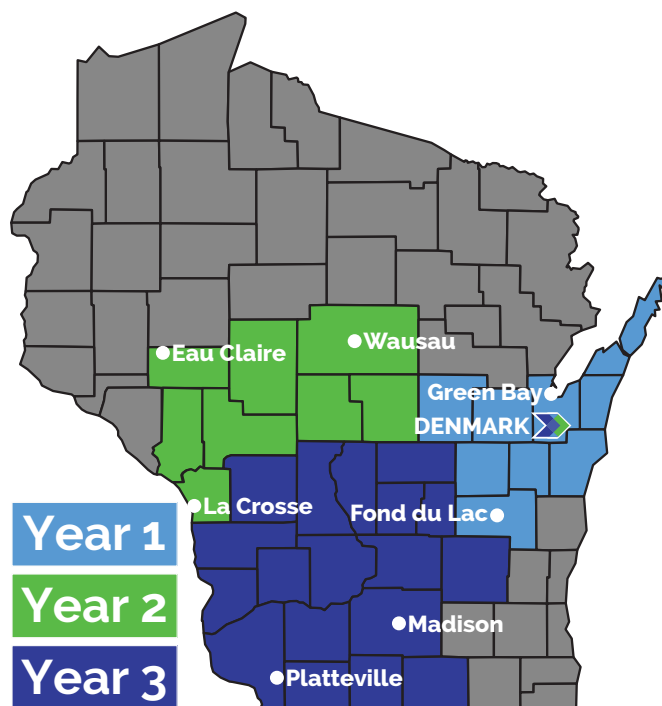 Eau Claire
Wausau
Green Bay
DENMARK
La Crosse
Fond du Lac
Year 1
Year 2
Madison
Year 3
Platteville